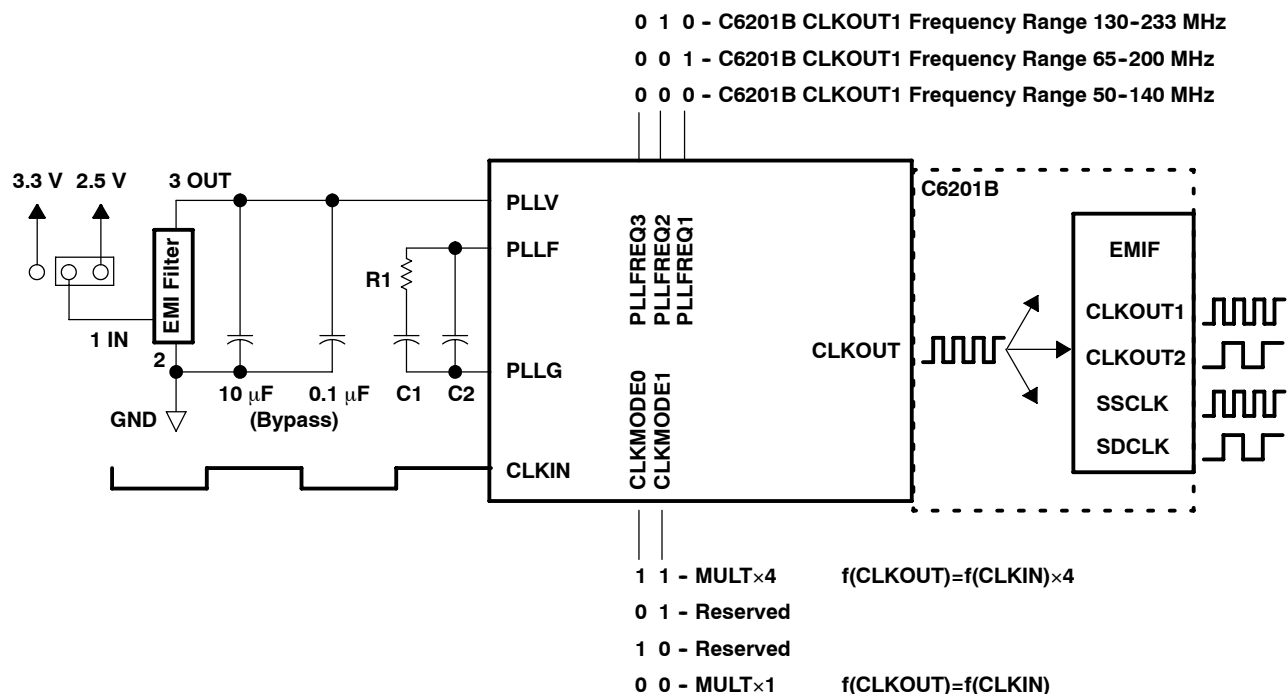 0 1 0 - C6201B CLKOUT1 Frequency Range 130-233 MHz
0 0 1 - C6201B CLKOUT1 Frequency Range 65-200 MHz
0 0 0 - C6201B CLKOUT1 Frequency Range 50-140 MHz
3.3 V
2.5 V
3 OUT
EMI Filter
1 IN
2
GND
10 μF
0.1 μF
(Bypass)
R1
C1
C2
PLLV
PLLF
PLLG
CLKIN
PLLFREQ3
PLLFREQ2
PLLFREQ1
CLKMODE0
CLKMODE1
CLKOUT
C6201B
EMIF
CLKOUT1
CLKOUT2
SSCLK
SDCLK
1 1 - MULT×4 f(CLKOUT)=f(CLKIN)×4
0 1 - Reserved
1 0 - Reserved
0 0 - MULT×1 f(CLKOUT)=f(CLKIN)